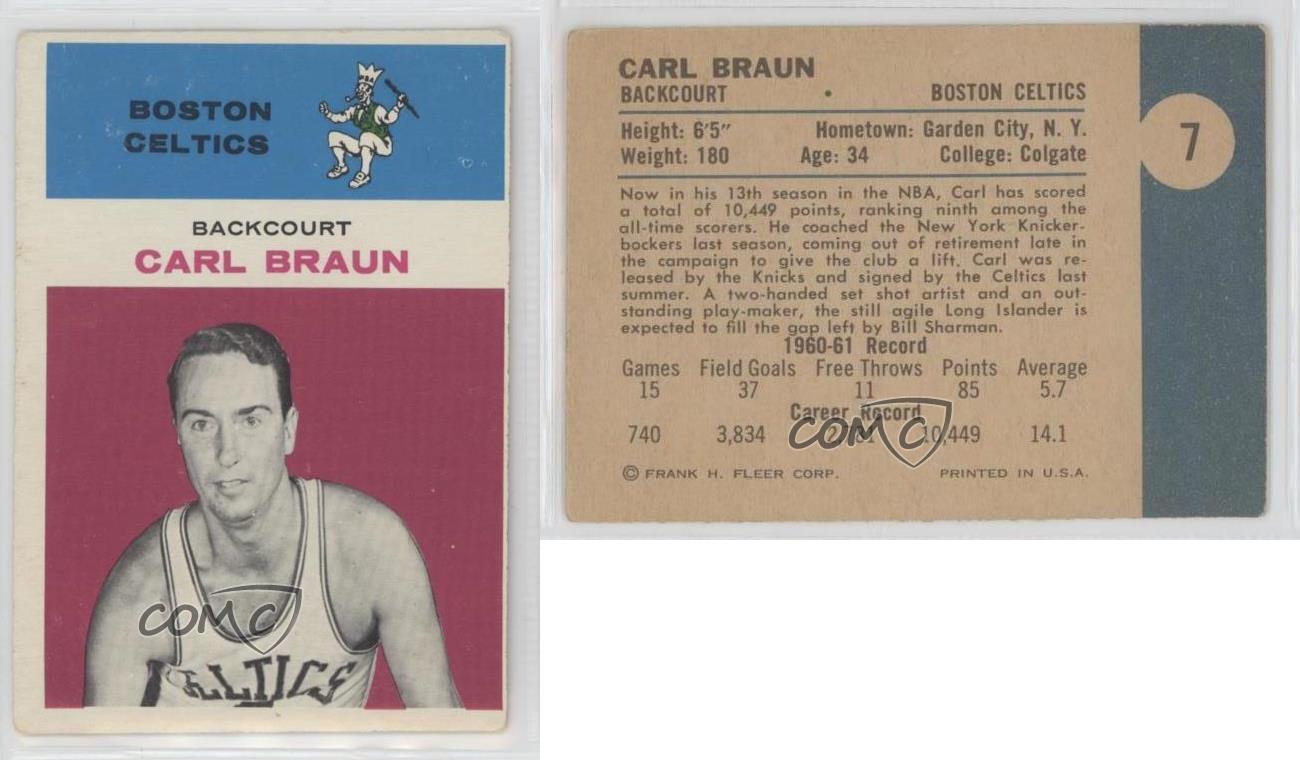 BOSTON
CELTICS
BACKCOURT
CARL BRAUN
CELTICS
COMC
CARL BRAUN
BACKCOURT BOSTON CELTICS
Height: 6'5" Hometown: Garden City, N. Y.
Weight: 180 Age: 34 College: Colgate
7
Now in his 13th season in the NBA, Carl has scored
a total of 10,449 points, ranking ninth among the
all-time scorers. He coached the New York Knicker-
bockers last season, coming out of retirement late in
the campaign to give the club a lift. Carl was re-
leased by the Knicks and signed by the Celtics last
summer. A two-handed set shot artist and an out-
standing play-maker, the still agile Long Islander is
expected to fill the gap left by Bill Sharman.
1960-61 Record
Games Field Goals Free Throws Points Average
15 37 11 85 5.7
Career Record
740 3,834 10,449 14.1
COMC
© FRANK H. FLEER CORP. PRINTED IN U.S.A.